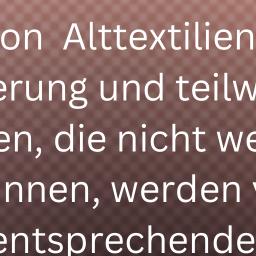 on Alttextilien
erung und teilw
en, die nicht we
nnen, werden v
entsprechende